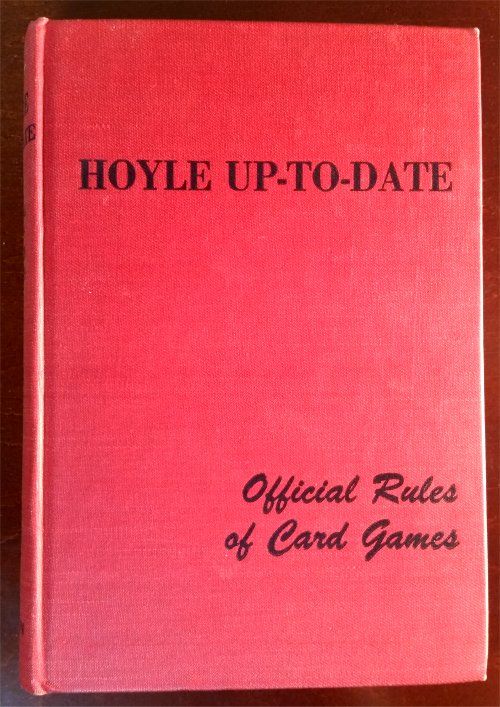 HOYLE UP-TO-DATE
Official Rules
of Card Games